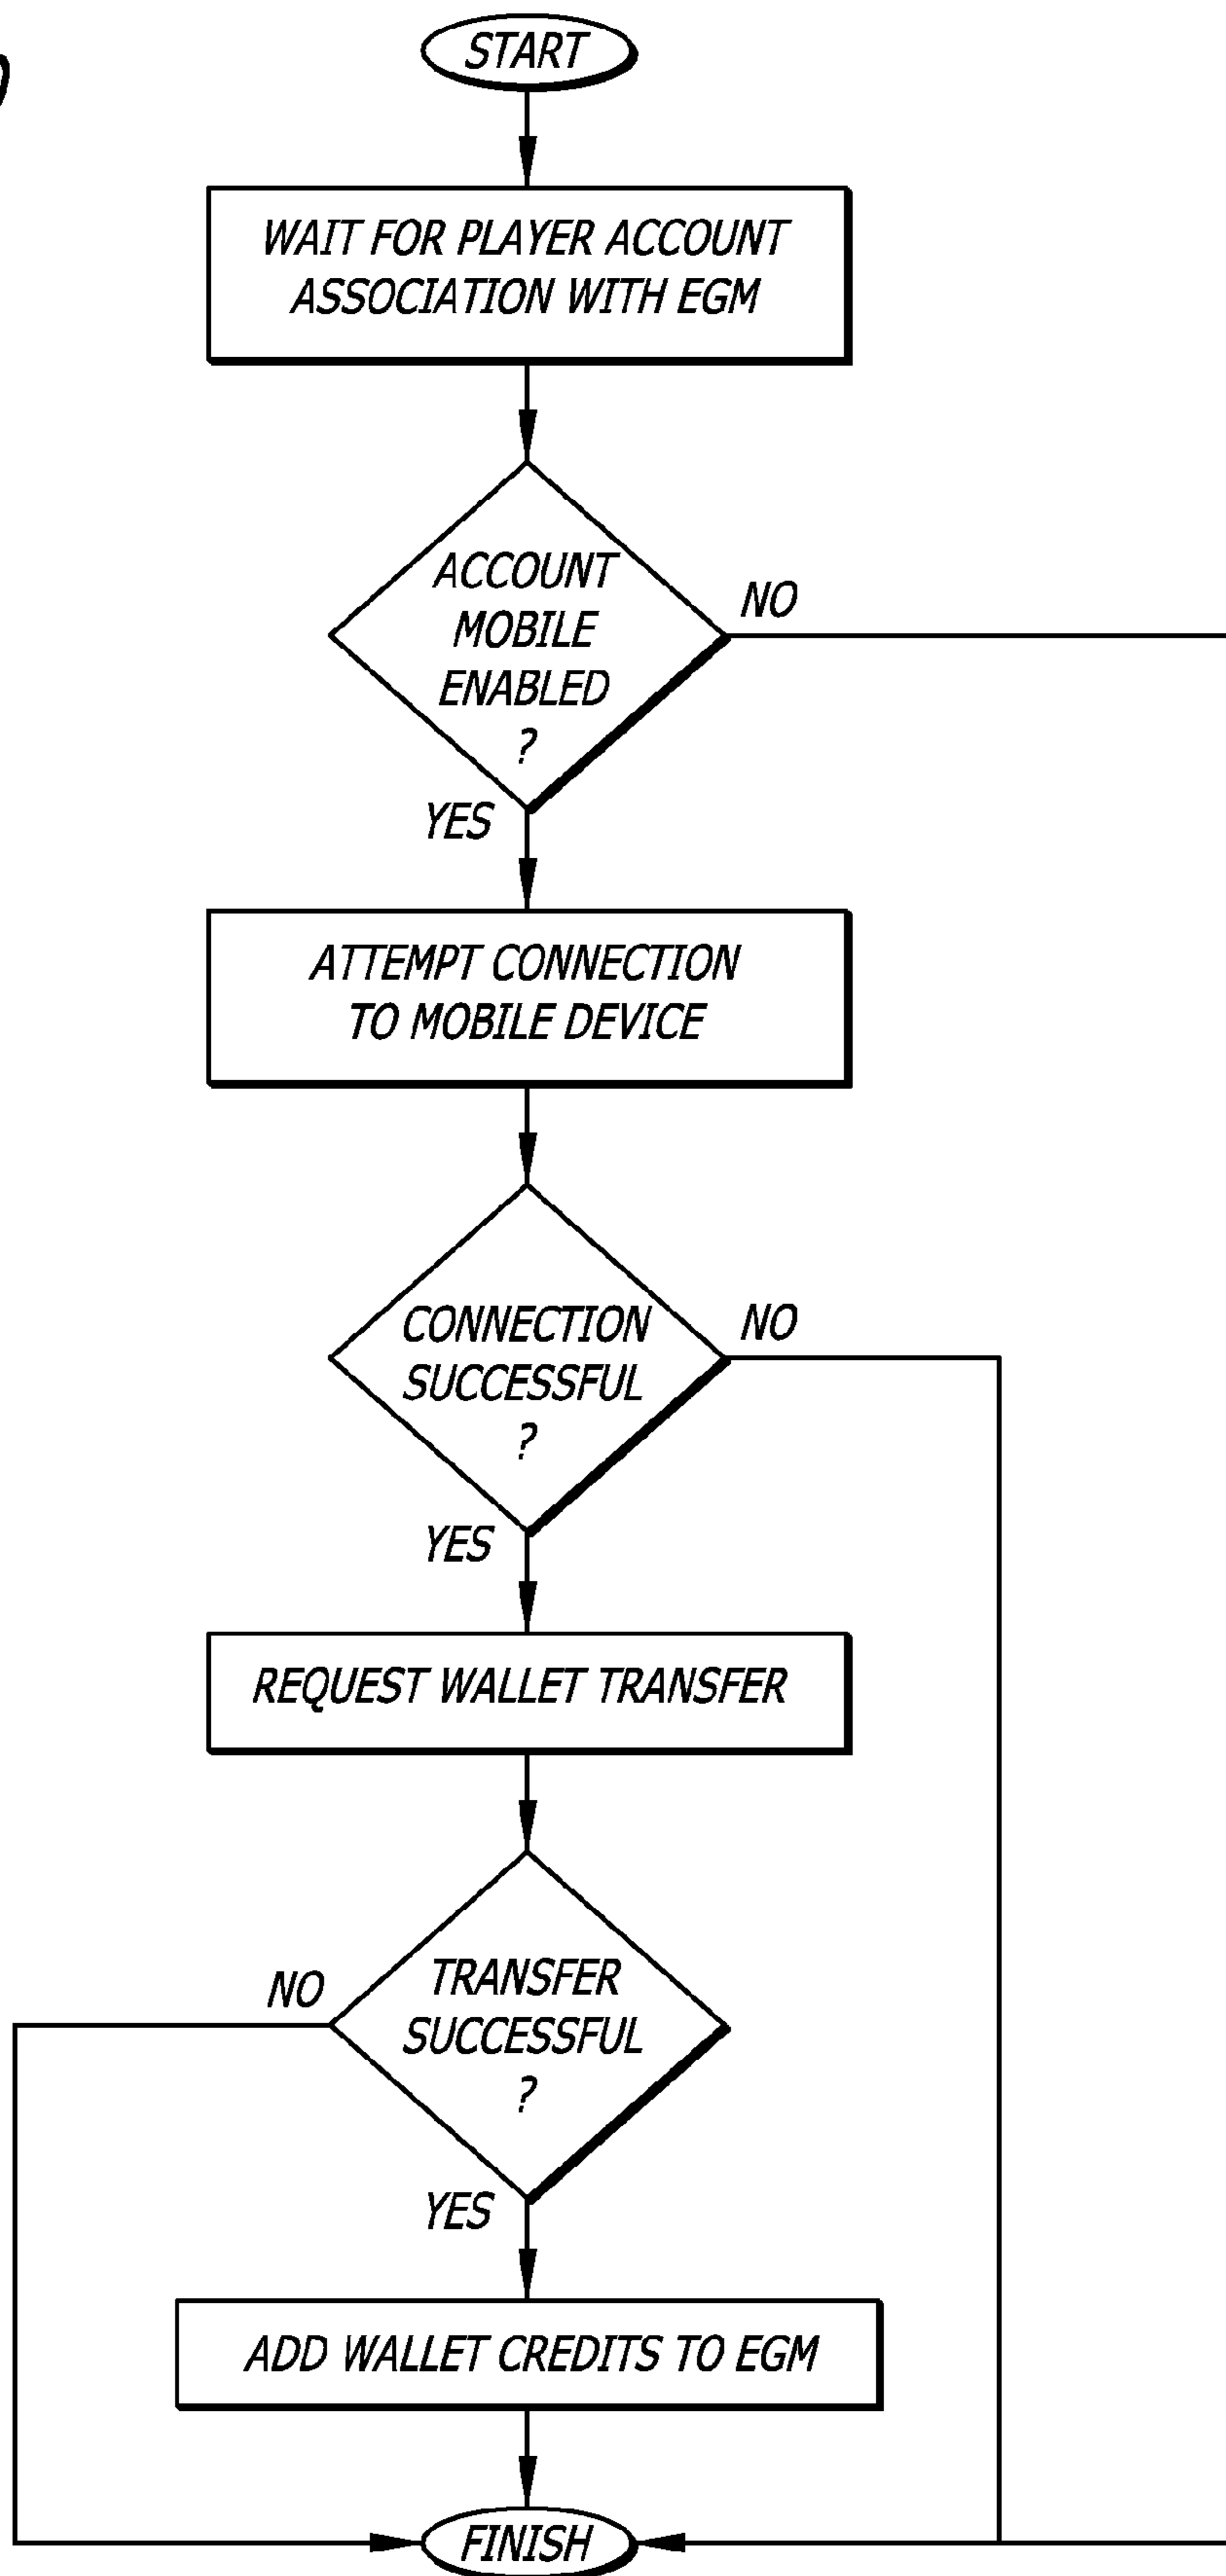 START
WAIT FOR PLAYER ACCOUNT
ASSOCIATION WITH EGM
ACCOUNT
MOBILE
ENABLED
?
NO
YES
ATTEMPT CONNECTION
TO MOBILE DEVICE
CONNECTION
SUCCESSFUL
?
NO
YES
REQUEST WALLET TRANSFER
NO
TRANSFER
SUCCESSFUL
?
YES
ADD WALLET CREDITS TO EGM
FINISH